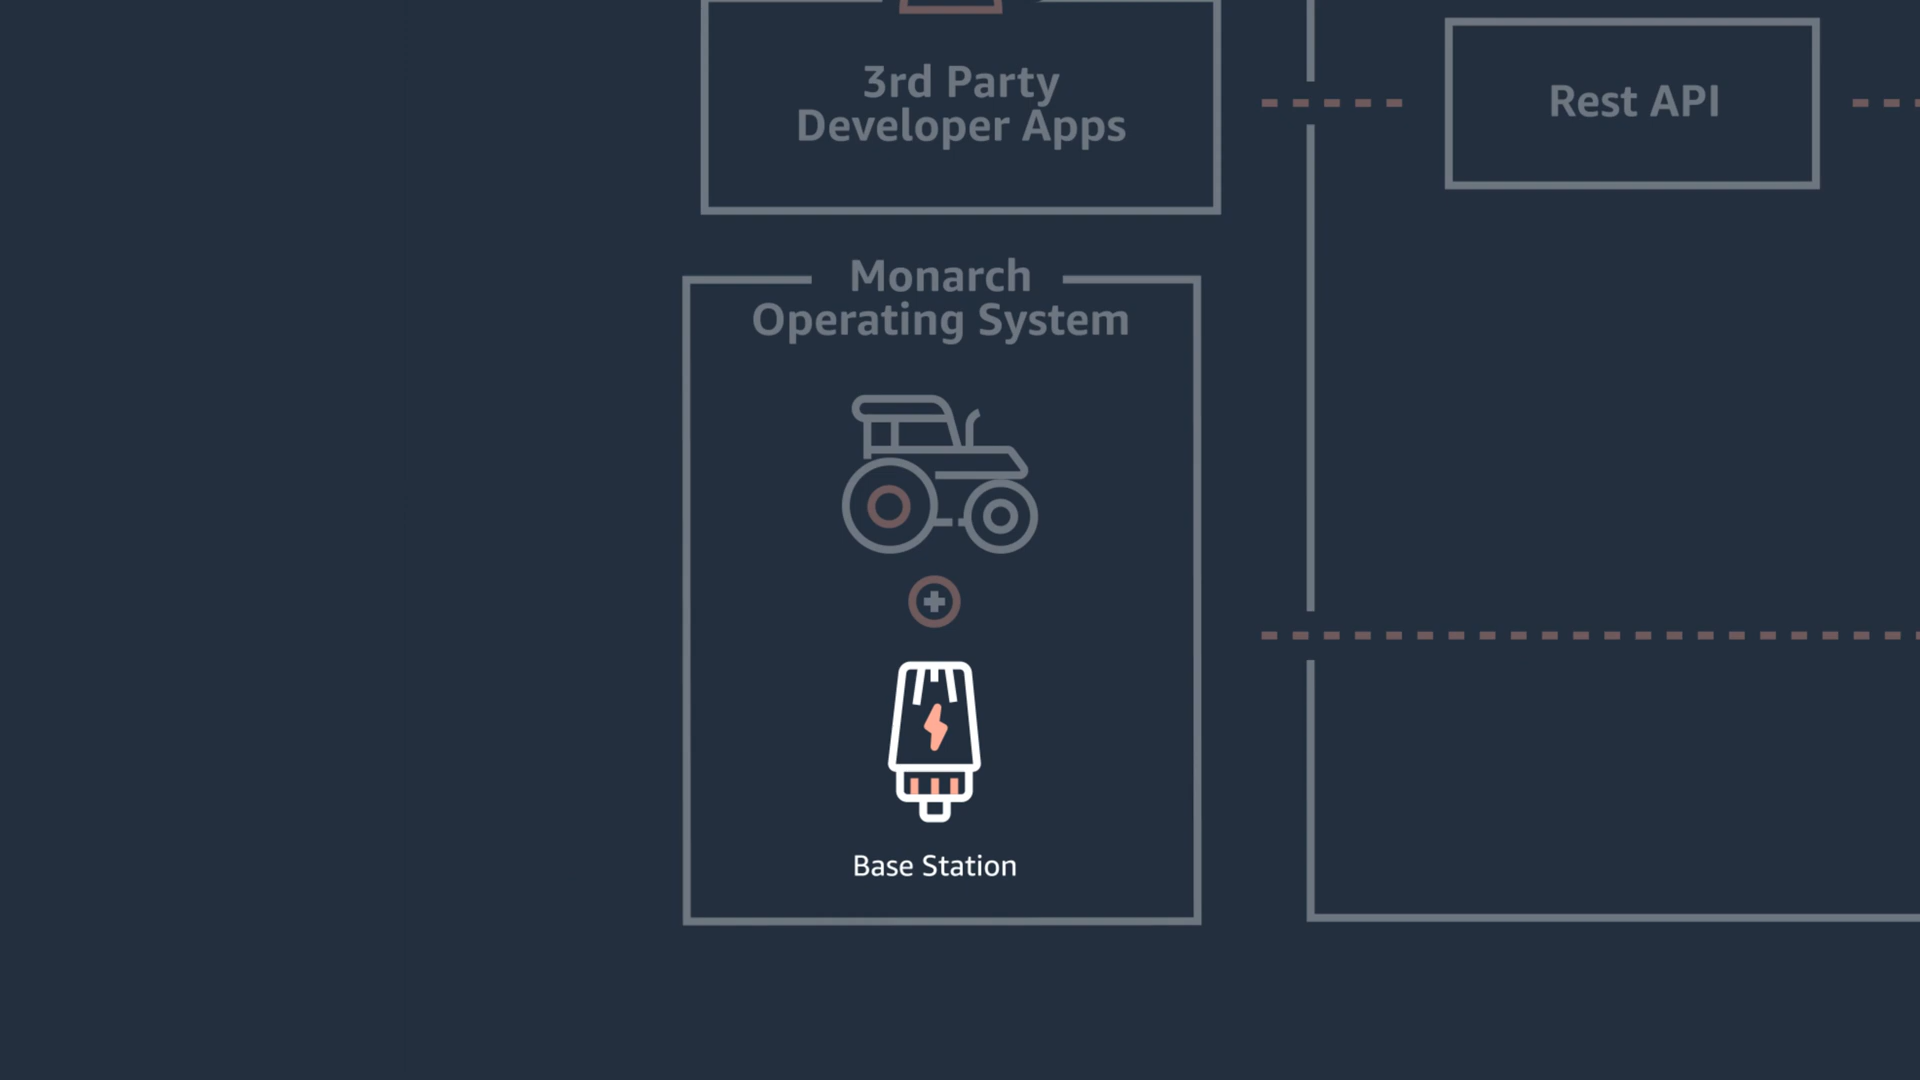 3rd Party
Developer Apps
Rest API
Monarch
Operating System
Base Station